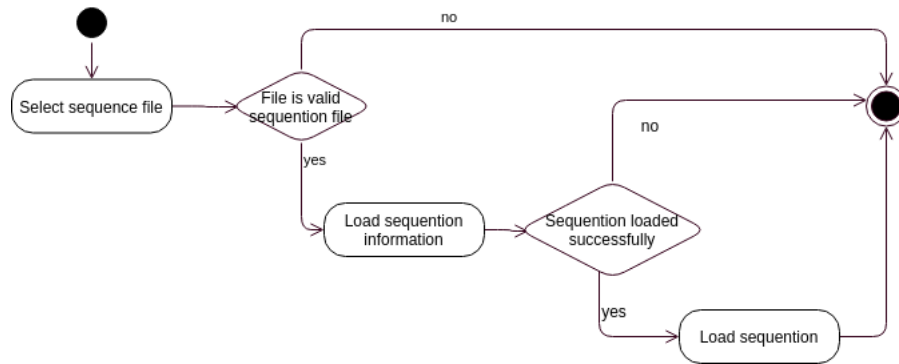 no
Select sequence file
File is valid
sequention file
yes
no
Load sequention
information
Sequention loaded
successfully
yes
Load sequention